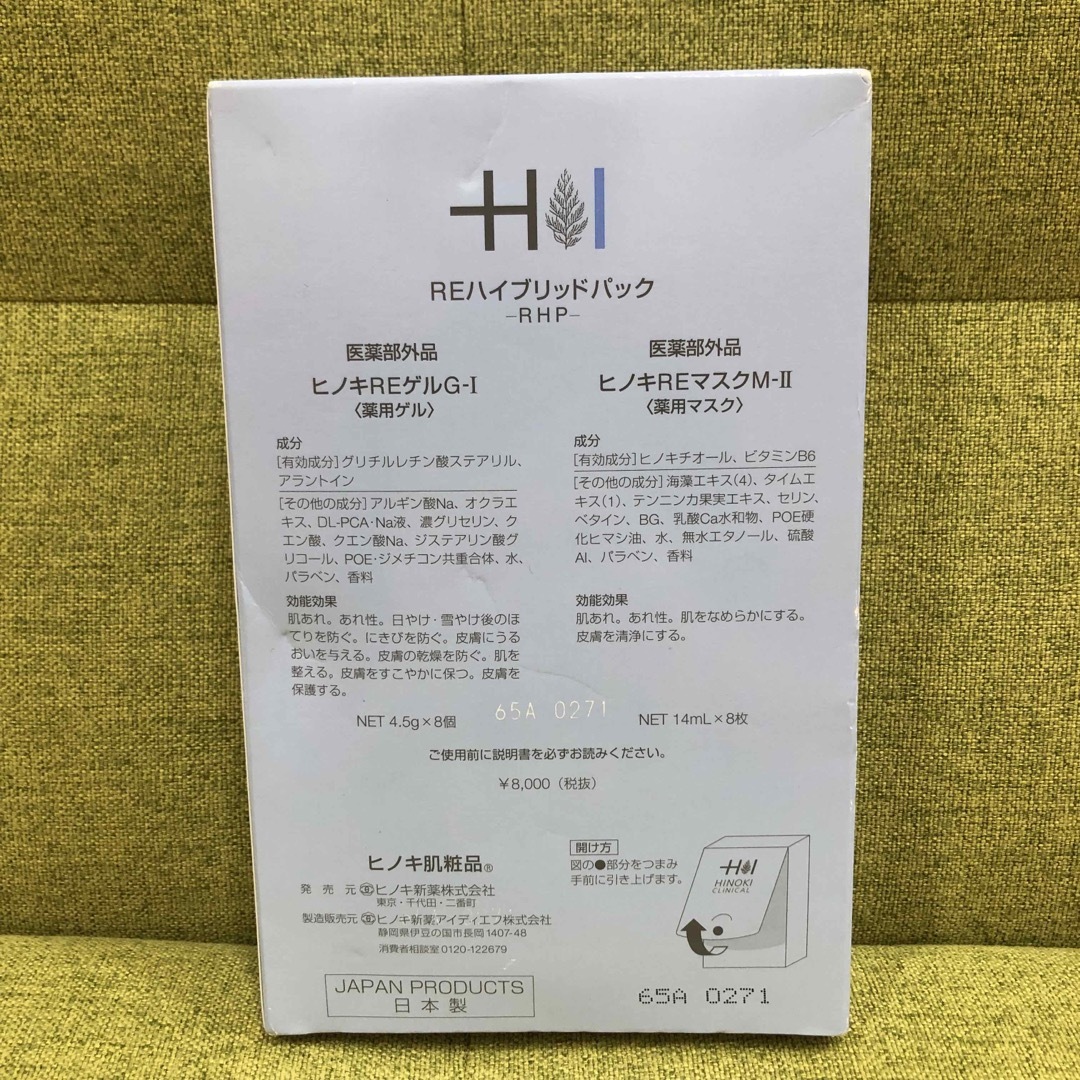 HI
REハイブリッドパック
–RHP–
医薬部外品
ヒノキREゲルG-I
〈薬用ゲル〉
成分
[有効成分]グリチルレチン酸ステアリル、
アラントイン
[その他の成分]アルギン酸Na、オクラエ
キス、DL-PCA・Na液、濃グリセリン、ク
エン酸、クエン酸Na、ジステアリン酸グ
リコール、POE・ジメチコン共重合体、水、
パラベン、香料
効能効果
肌あれ。あれ性。日やけ・雪やけ後のほ
てりを防ぐ。にきびを防ぐ。皮膚にうる
おいを与える。皮膚の乾燥を防ぐ。肌を
整える。皮膚をすこやかに保つ。皮膚を
保護する。
NET 4.5g×8個
医薬部外品
ヒノキREマスクM-II
〈薬用マスク〉
成分
[有効成分]ヒノキチオール、ビタミンB6
[その他の成分]海藻エキス(4)、タイムエ
キス(1)、テンニンカ果実エキス、セリン、
ベタイン、BG、乳酸Ca水和物、POE硬
化ヒマシ油、水、無水エタノール、硫酸
Al、パラベン、香料
効能効果
肌あれ。あれ性。肌をなめらかにする。
皮膚を清浄にする。
NET 14mL×8枚
65A 0271
ご使用前に説明書を必ずお読みください。
￥8,000（税抜）
ヒノキ肌粧品®
発売元 ヒノキ新薬株式会社
東京・千代田・二番町
製造販売元 ヒノキ新薬アイディエフ株式会社
静岡県伊豆の国市長岡1407-48
消費者相談室0120-122679
JAPAN PRODUCTS
日本製
開け方
図の●部分をつまみ
手前に引き上げます。
HI
HINOKI
CLINICAL
65A 0271